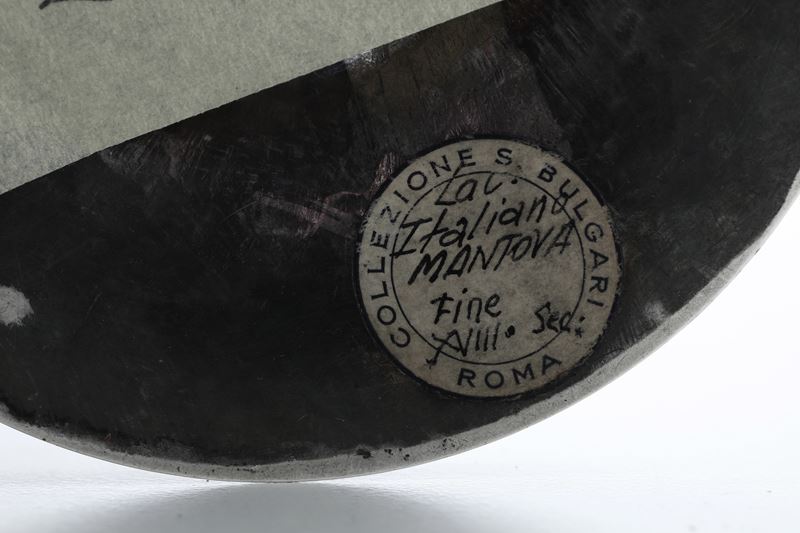 COLLEZIONE S. BULGARI
Lav.
Italiano
MANTOVA
Fine
XVIII. Sec.
ROMA